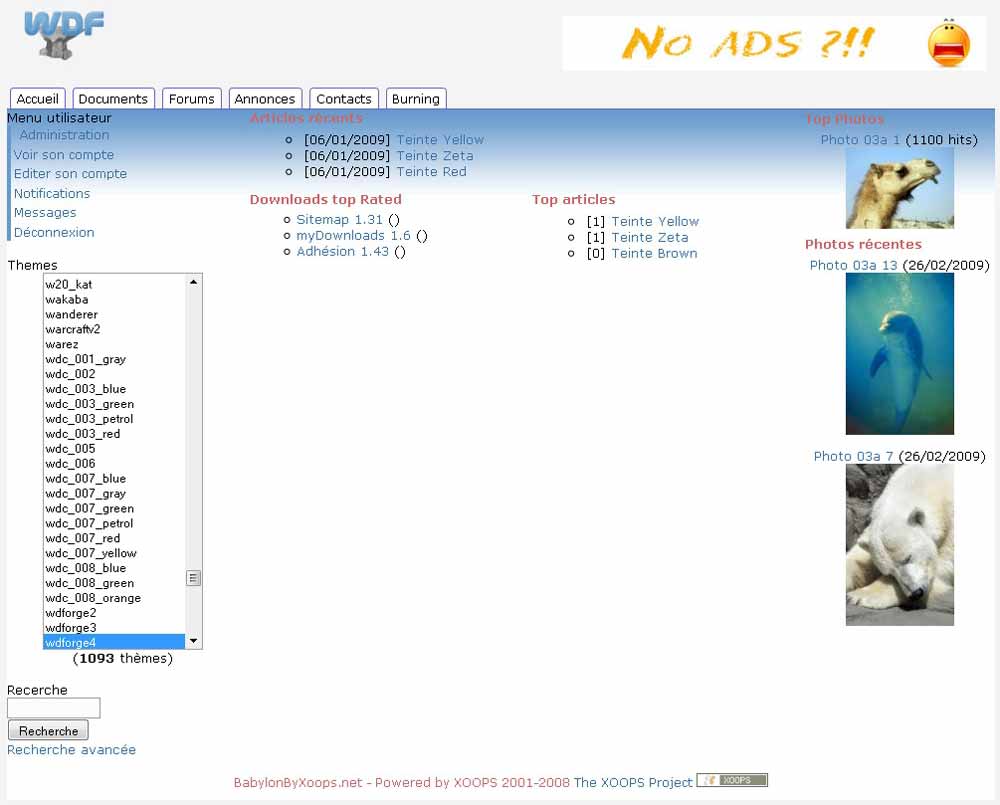 WDF
No ADS ?!!
Accueil Documents Forums Annonces Contacts Burning
Menu utilisateur
Administration
Voir son compte
Editer son compte
Notifications
Messages
Déconnexion
Themes
w20_kat
wakaba
wanderer
warcraftv2
warez
wdc_001_gray
wdc_002
wdc_003_blue
wdc_003_green
wdc_003_petrol
wdc_003_red
wdc_005
wdc_006
wdc_007_blue
wdc_007_gray
wdc_007_green
wdc_007_petrol
wdc_007_red
wdc_007_yellow
wdc_008_blue
wdc_008_green
wdc_008_orange
wdforge2
wdforge3
wdforge4
(1093 thèmes)
Recerche
Recherche
Recherche avancée
Articles récents
[06/01/2009] Teinte Yellow
[06/01/2009] Teinte Zeta
[06/01/2009] Teinte Red
Downloads top Rated
Sitemap 1.31 ()
myDownloads 1.6 ()
Adhésion 1.43 ()
Top articles
[1] Teinte Yellow
[1] Teinte Zeta
[0] Teinte Brown
Top Photos
Photo 03a 1 (1100 hits)
Photos récentes
Photo 03a 13 (26/02/2009)
Photo 03a 7 (26/02/2009)
BabylonByXoops.net - Powered by XOOPS 2001-2008 The XOOPS Project XOOPS